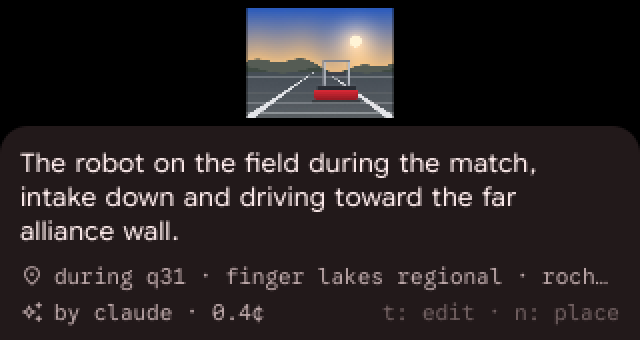 The robot on the field during the match,
intake down and driving toward the far
alliance wall.
during q31 · finger lakes regional · roch…
by claude · 0.4¢
t: edit · n: place